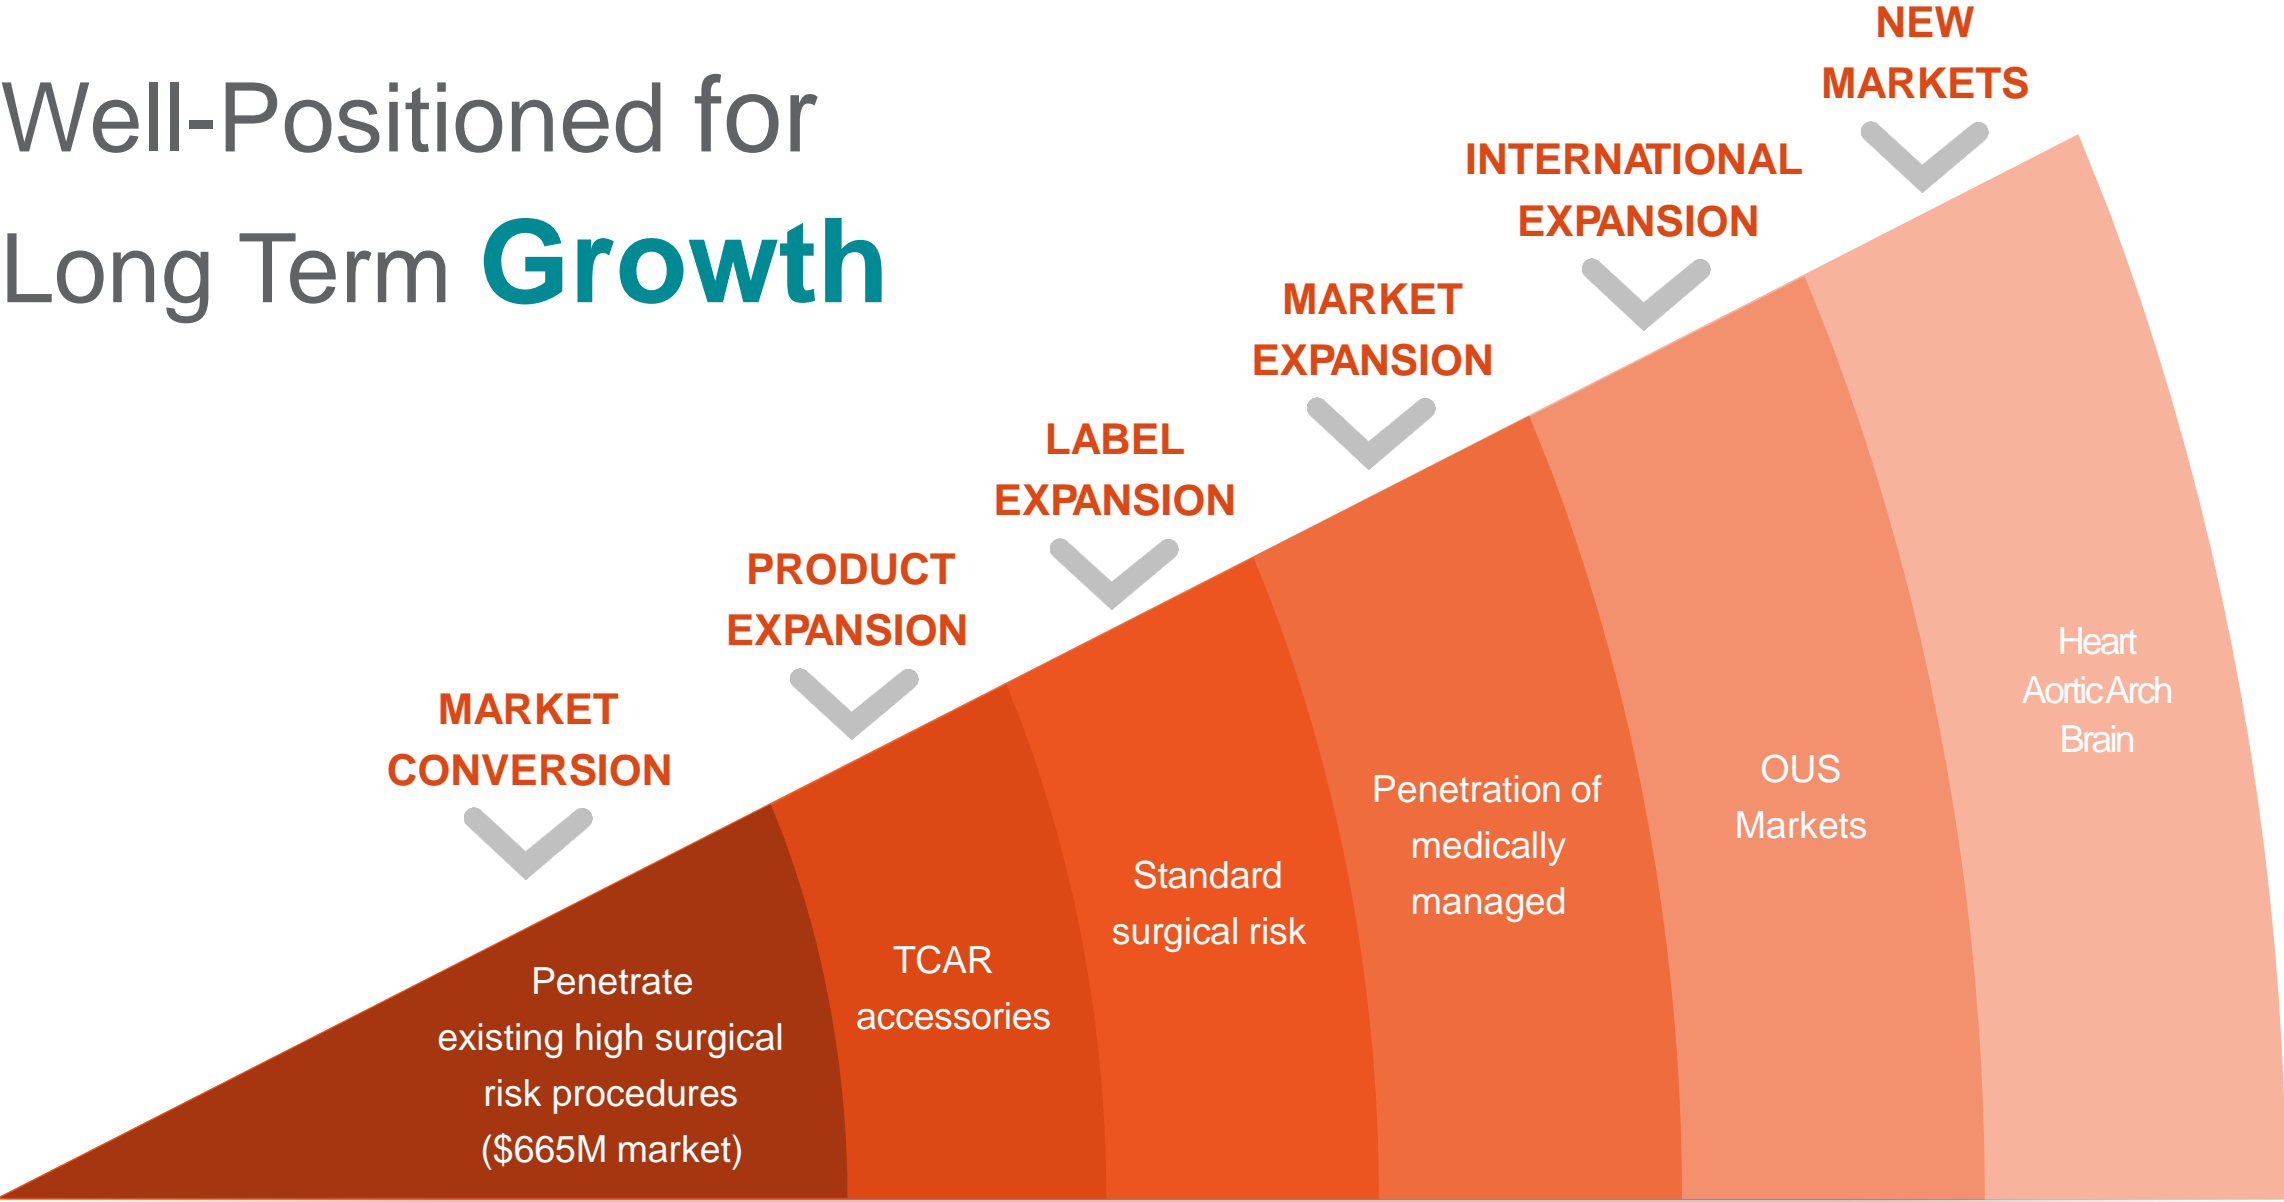 Well-Positioned for
Long Term Growth
MARKET
CONVERSION
PRODUCT
EXPANSION
LABEL
EXPANSION
MARKET
EXPANSION
INTERNATIONAL
EXPANSION
NEW
MARKETS
Penetrate
existing high surgical
risk procedures
($665M market)
TCAR
accessories
Standard
surgical risk
Penetration of
medically
managed
OUS
Markets
Heart
Aortic Arch
Brain